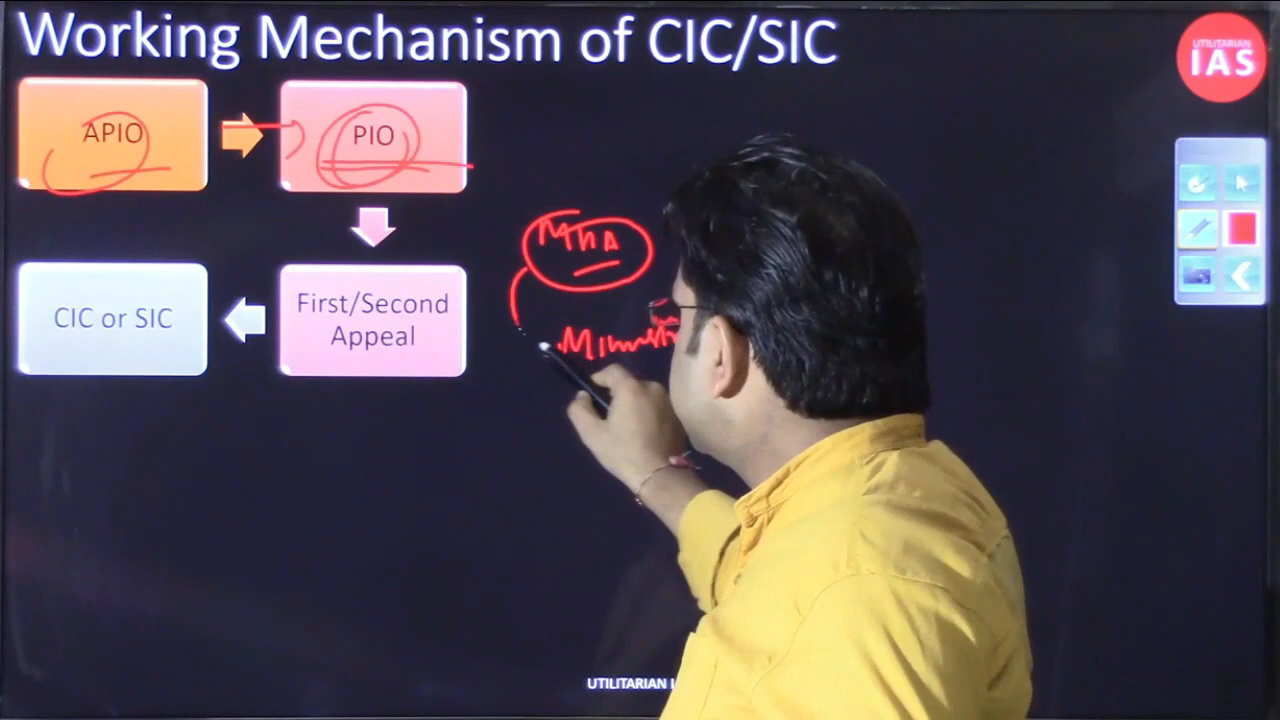 Working Mechanism of CIC/SIC
UTILITARIAN
IAS
APIO
PIO
MHA
First/Second
Appeal
CIC or SIC
UTILITARIAN